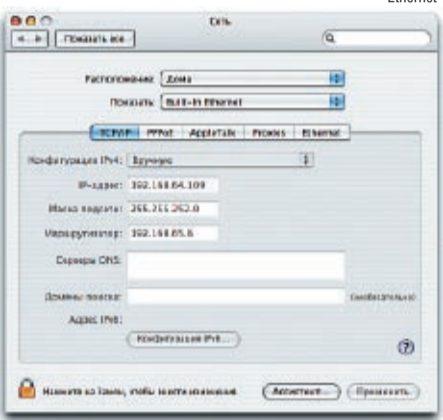 Ethernet
Сеть
Показать все
Расположение: Дома
Показать: Built-in Ethernet
TCP/IP PPPoE AppleTalk Proxies Ethernet
Конфигурация IPv4: Вручную
IP-адрес: 192.168.64.109
Маска подсети: 255.255.252.0
Маршрутизатор: 192.168.65.6
Серверы DNS:
Домены поиска: (необязательно)
Адрес IPv6:
Конфигурация IPv6...
?
Нажмите на замок, чтобы внести изменения.
Ассистент... Применить